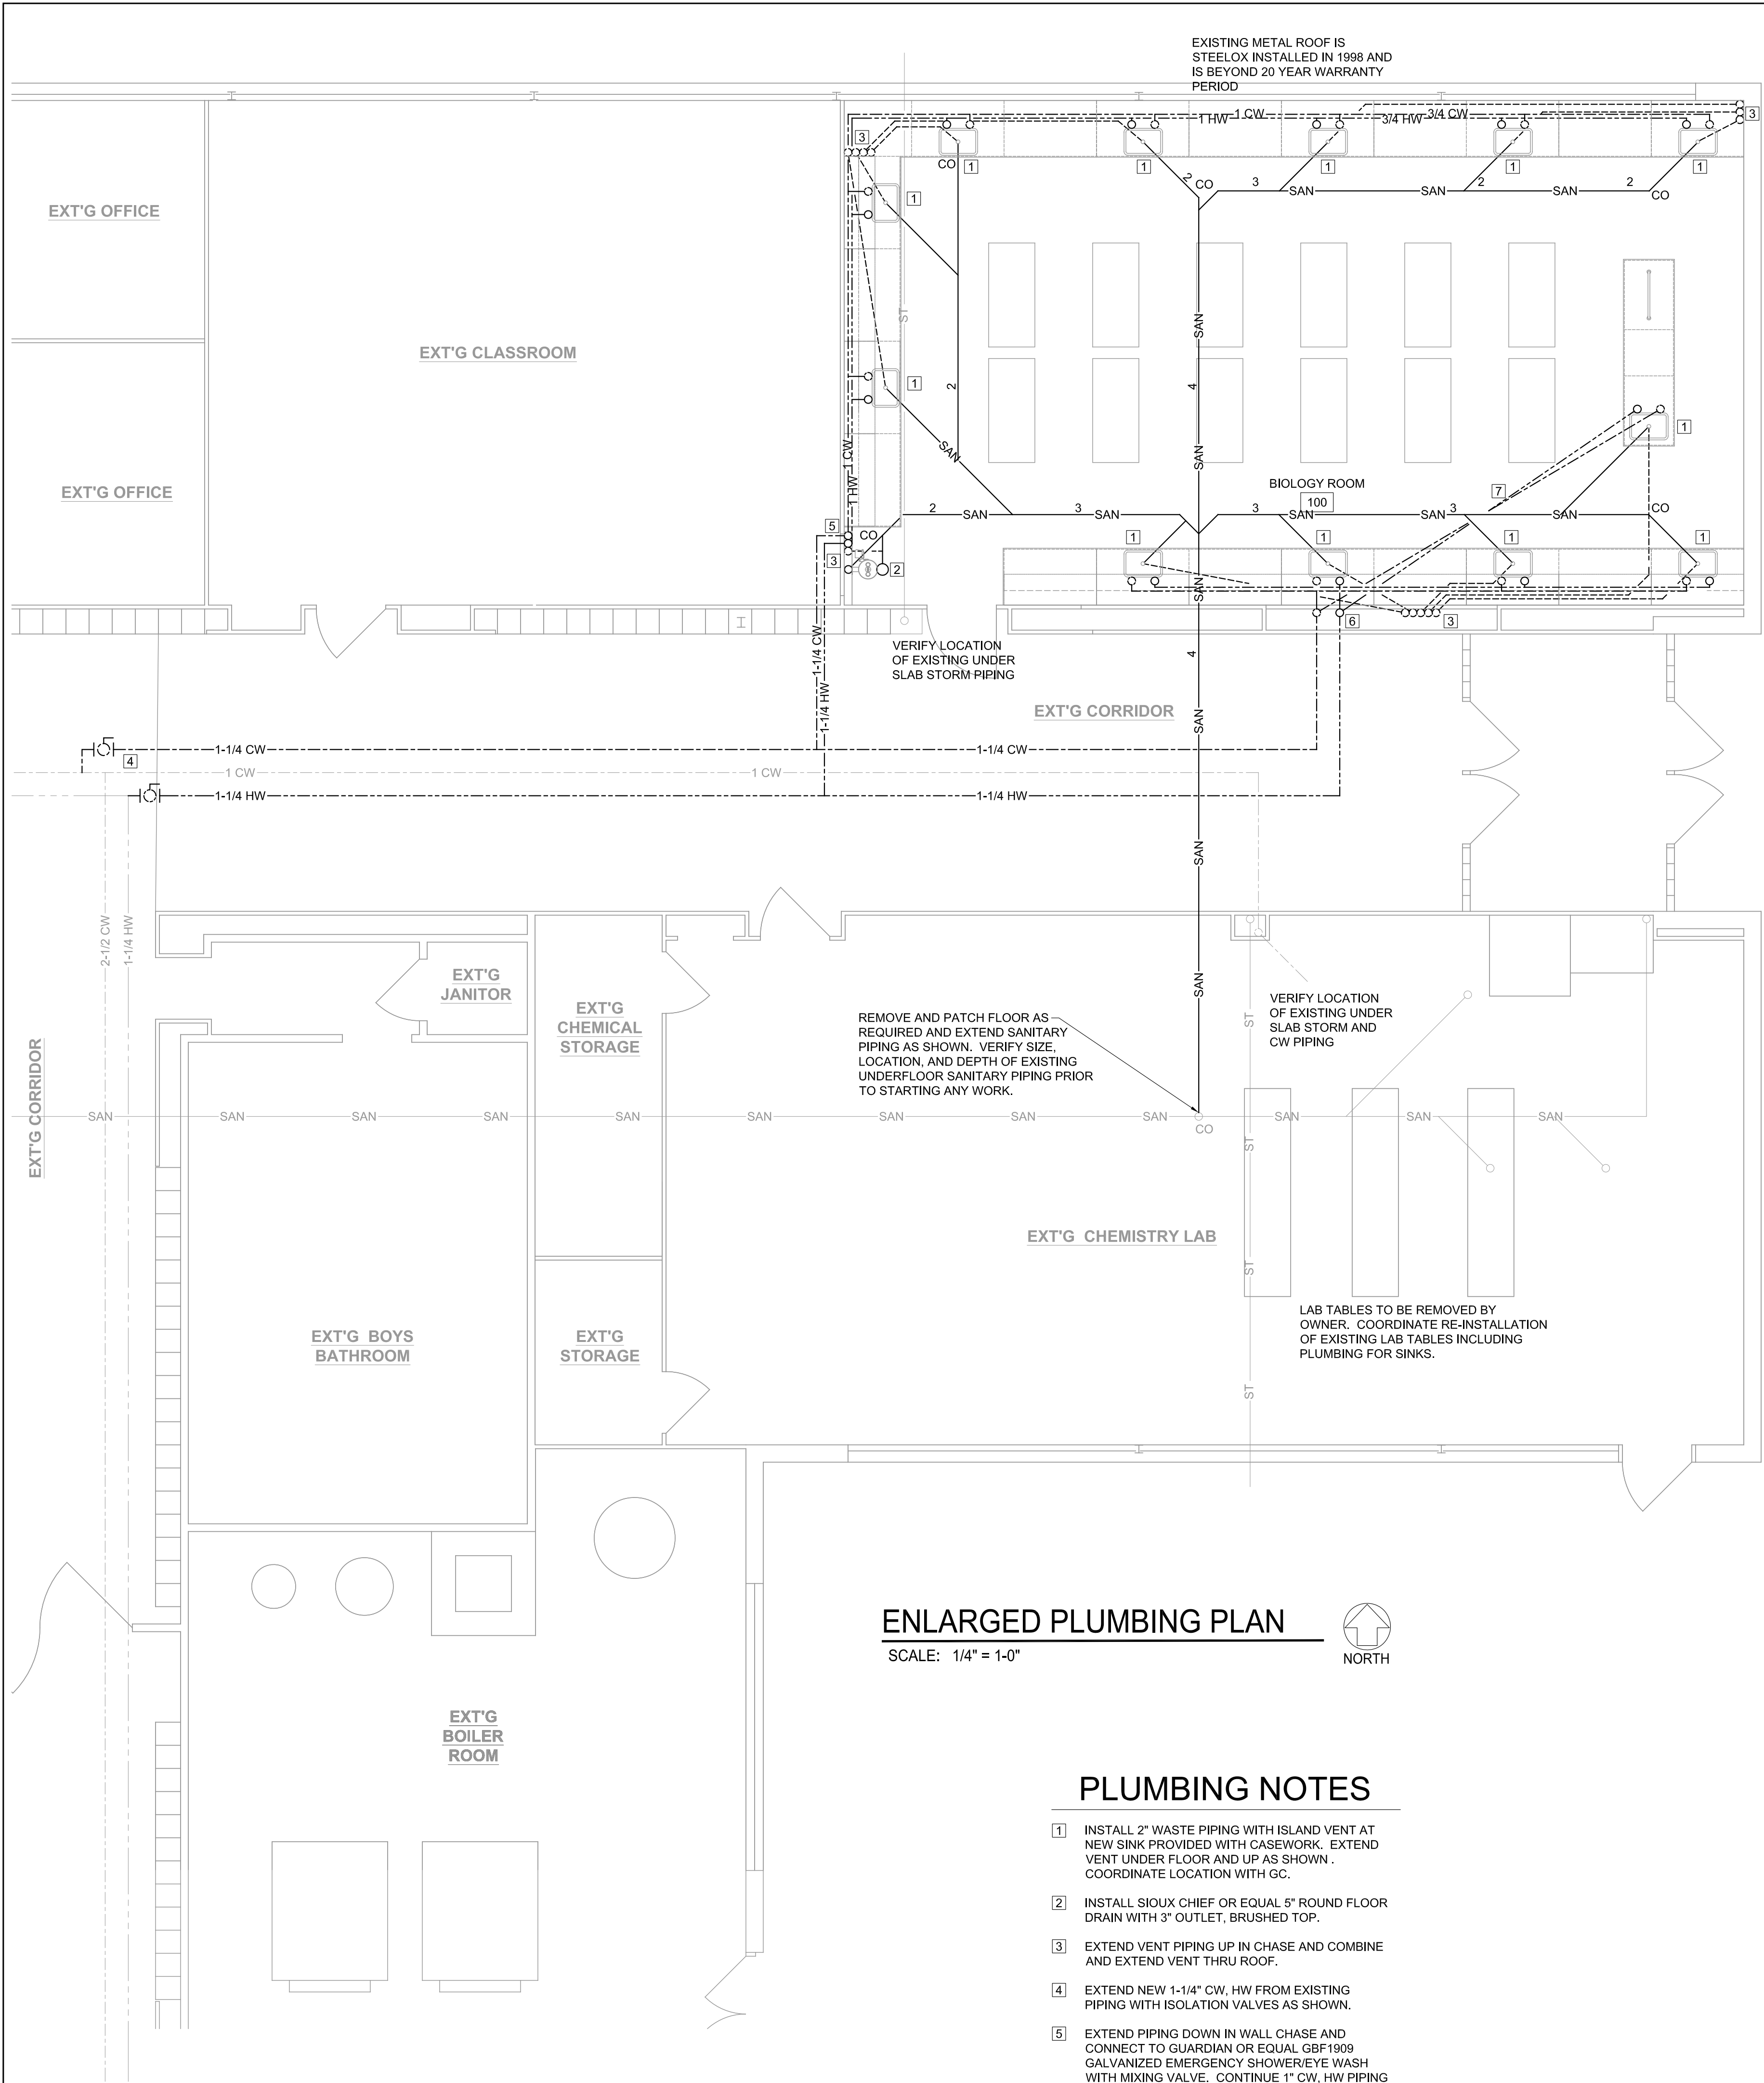 EXISTING METAL ROOF IS
STEELOX INSTALLED IN 1998 AND
IS BEYOND 20 YEAR WARRANTY
PERIOD
1 CW
1 HW
3/4 CW
3/4 HW
3
3
CO
1
1
1
1
1
2
CO
3
SAN
SAN
2
SAN
2
CO
EXT'G OFFICE
1
ST
SAN
EXT'G CLASSROOM
1
2
4
1
SAN
SAN
1 CW
1 HW
EXT'G OFFICE
BIOLOGY ROOM
100
7
5
CO
2
SAN
3
SAN
3
SAN
SAN
3
SAN
CO
3
2
1
1
1
1
SAN
6
3
VERIFY LOCATION
OF EXISTING UNDER
SLAB STORM PIPING
4
1-1/4 CW
1-1/4 HW
EXT'G CORRIDOR
SAN
4
1-1/4 CW
1-1/4 CW
1 CW
1 CW
1-1/4 HW
1-1/4 HW
SAN
2-1/2 CW
1-1/4 HW
EXT'G
JANITOR
EXT'G
CHEMICAL
STORAGE
SAN
REMOVE AND PATCH FLOOR AS
REQUIRED AND EXTEND SANITARY
PIPING AS SHOWN. VERIFY SIZE,
LOCATION, AND DEPTH OF EXISTING
UNDERFLOOR SANITARY PIPING PRIOR
TO STARTING ANY WORK.
ST
VERIFY LOCATION
OF EXISTING UNDER
SLAB STORM AND
CW PIPING
EXT'G CORRIDOR
SAN
SAN
SAN
SAN
SAN
SAN
SAN
SAN
SAN
SAN
SAN
SAN
CO
ST
EXT'G CHEMISTRY LAB
ST
LAB TABLES TO BE REMOVED BY
OWNER. COORDINATE RE-INSTALLATION
OF EXISTING LAB TABLES INCLUDING
PLUMBING FOR SINKS.
EXT'G BOYS
BATHROOM
EXT'G
STORAGE
ST
ENLARGED PLUMBING PLAN
SCALE: 1/4" = 1-0"
NORTH
EXT'G
BOILER
ROOM
PLUMBING NOTES
1 INSTALL 2" WASTE PIPING WITH ISLAND VENT AT
NEW SINK PROVIDED WITH CASEWORK. EXTEND
VENT UNDER FLOOR AND UP AS SHOWN .
COORDINATE LOCATION WITH GC.
2 INSTALL SIOUX CHIEF OR EQUAL 5" ROUND FLOOR
DRAIN WITH 3" OUTLET, BRUSHED TOP.
3 EXTEND VENT PIPING UP IN CHASE AND COMBINE
AND EXTEND VENT THRU ROOF.
4 EXTEND NEW 1-1/4" CW, HW FROM EXISTING
PIPING WITH ISOLATION VALVES AS SHOWN.
5 EXTEND PIPING DOWN IN WALL CHASE AND
CONNECT TO GUARDIAN OR EQUAL GBF1909
GALVANIZED EMERGENCY SHOWER/EYE WASH
WITH MIXING VALVE. CONTINUE 1" CW, HW PIPING